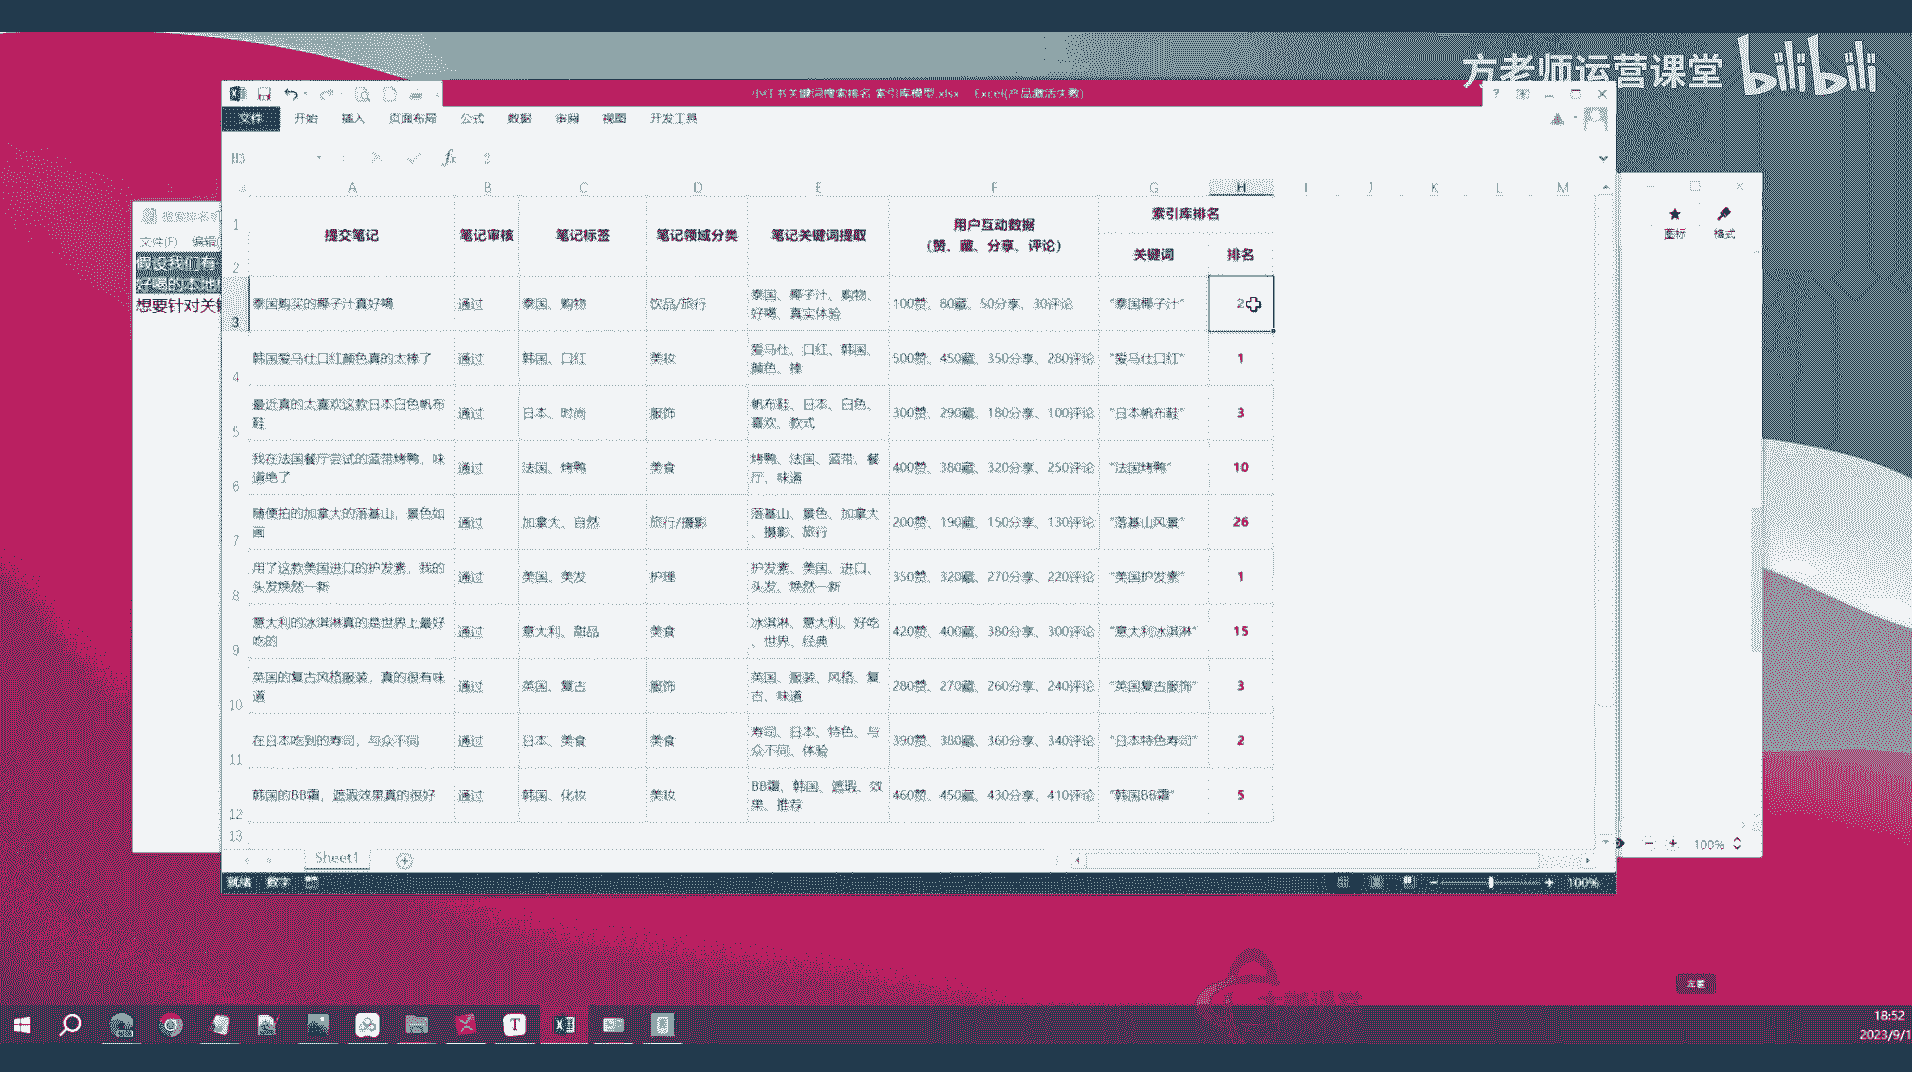 方老师运营课堂 bilibili
小红书关键词搜索排名 索引库模型.xlsx - Excel(产品激活失败)
文件 开始 插入 页面布局 公式 数据 审阅 视图 开发工具
H3 fx 2
A B C D E F G H I J K L M
文件(F)
图标 格式
假设我们有
想要针对关
提交笔记 笔记审核 笔记标签 笔记领域分类 笔记关键词提取 用户互动数据 索引库排名
(赞、藏、分享、评论) 关键词 排名
泰国购买的椰子汁真好喝 通过 泰国、购物 饮品/旅行 泰国、椰子汁、购物、 100赞、80藏、50分享、30评论 "泰国椰子汁" 2
好喝、真实体验
韩国爱马仕口红颜色真的太棒了 通过 韩国、口红 美妆 爱马仕、口红、韩国、 500赞、450藏、350分享、280评论 "爱马仕口红" 1
颜色、棒
最近真的太喜欢这款日本白色帆布 通过 日本、时尚 服饰 帆布鞋、日本、白色、 300赞、290藏、180分享、100评论 "日本帆布鞋" 3
鞋 喜欢、款式
我在法国餐厅尝试的蓝带烤鸭，味 通过 法国、烤鸭 美食 烤鸭、法国、蓝带、餐 400赞、380藏、320分享、250评论 "法国烤鸭" 10
道绝了 厅、味道
随便拍的加拿大的落基山，景色如 通过 加拿大、自然 旅行/摄影 落基山、景色、加拿大 200赞、190藏、150分享、130评论 "落基山风景" 26
画 、摄影、旅行
用了这款美国进口的护发素，我的 通过 美国、美发 护理 护发素、美国、进口、 350赞、320藏、270分享、220评论 "美国护发素" 1
头发焕然一新 头发、焕然一新
意大利的冰淇淋真的是世界上最好 通过 意大利、甜品 美食 冰淇淋、意大利、好吃 420赞、400藏、380分享、300评论 "意大利冰淇淋" 15
吃的 、世界、经典
英国的复古风格服装，真的很有味 通过 英国、复古 服饰 英国、服装、风格、复 280赞、270藏、260分享、240评论 "英国复古服饰" 3
道 古、味道
在日本吃到的寿司，与众不同 通过 日本、美食 美食 寿司、日本、特色、与 390赞、380藏、360分享、340评论 "日本特色寿司" 2
众不同、体验
韩国的BB霜，遮瑕效果真的很好 通过 韩国、化妆 美妆 BB霜、韩国、遮瑕、效 460赞、450藏、430分享、410评论 "韩国BB霜" 5
果、推荐
1
2
3
4
5
6
7
8
9
10
11
12
13
Sheet1
100%
就绪 数字 100%
18:52
2023/9/1